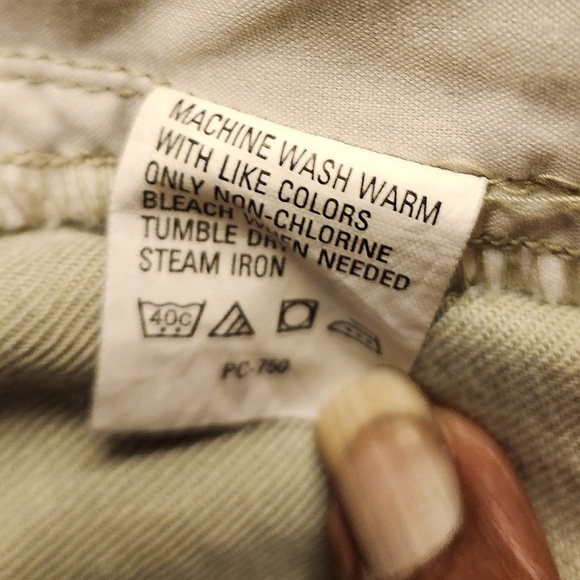 MACHINE WASH WARM
WITH LIKE COLORS
ONLY NON-CHLORINE
BLEACH NEEDED
TUMBLE
STEAM IRON
40c
PC-750